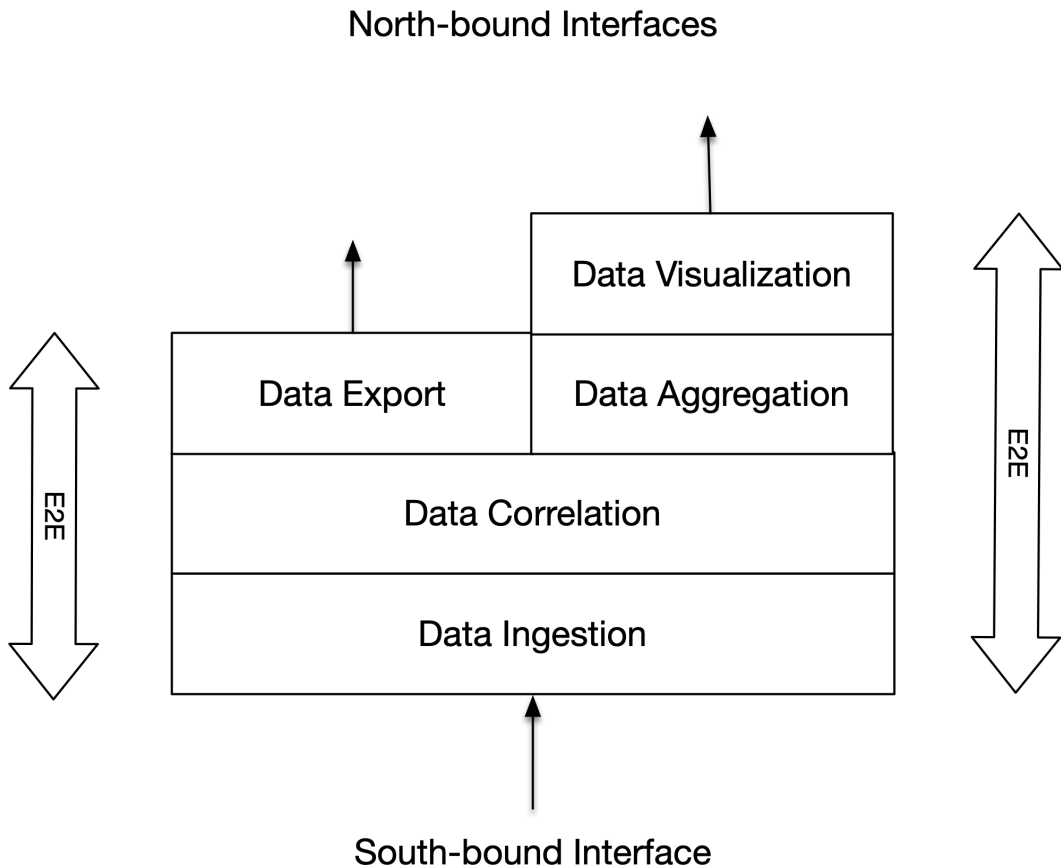 North-bound Interfaces
Data Visualization
Data Export
Data Aggregation
E2E
E2E
Data Correlation
Data Ingestion
South-bound Interface